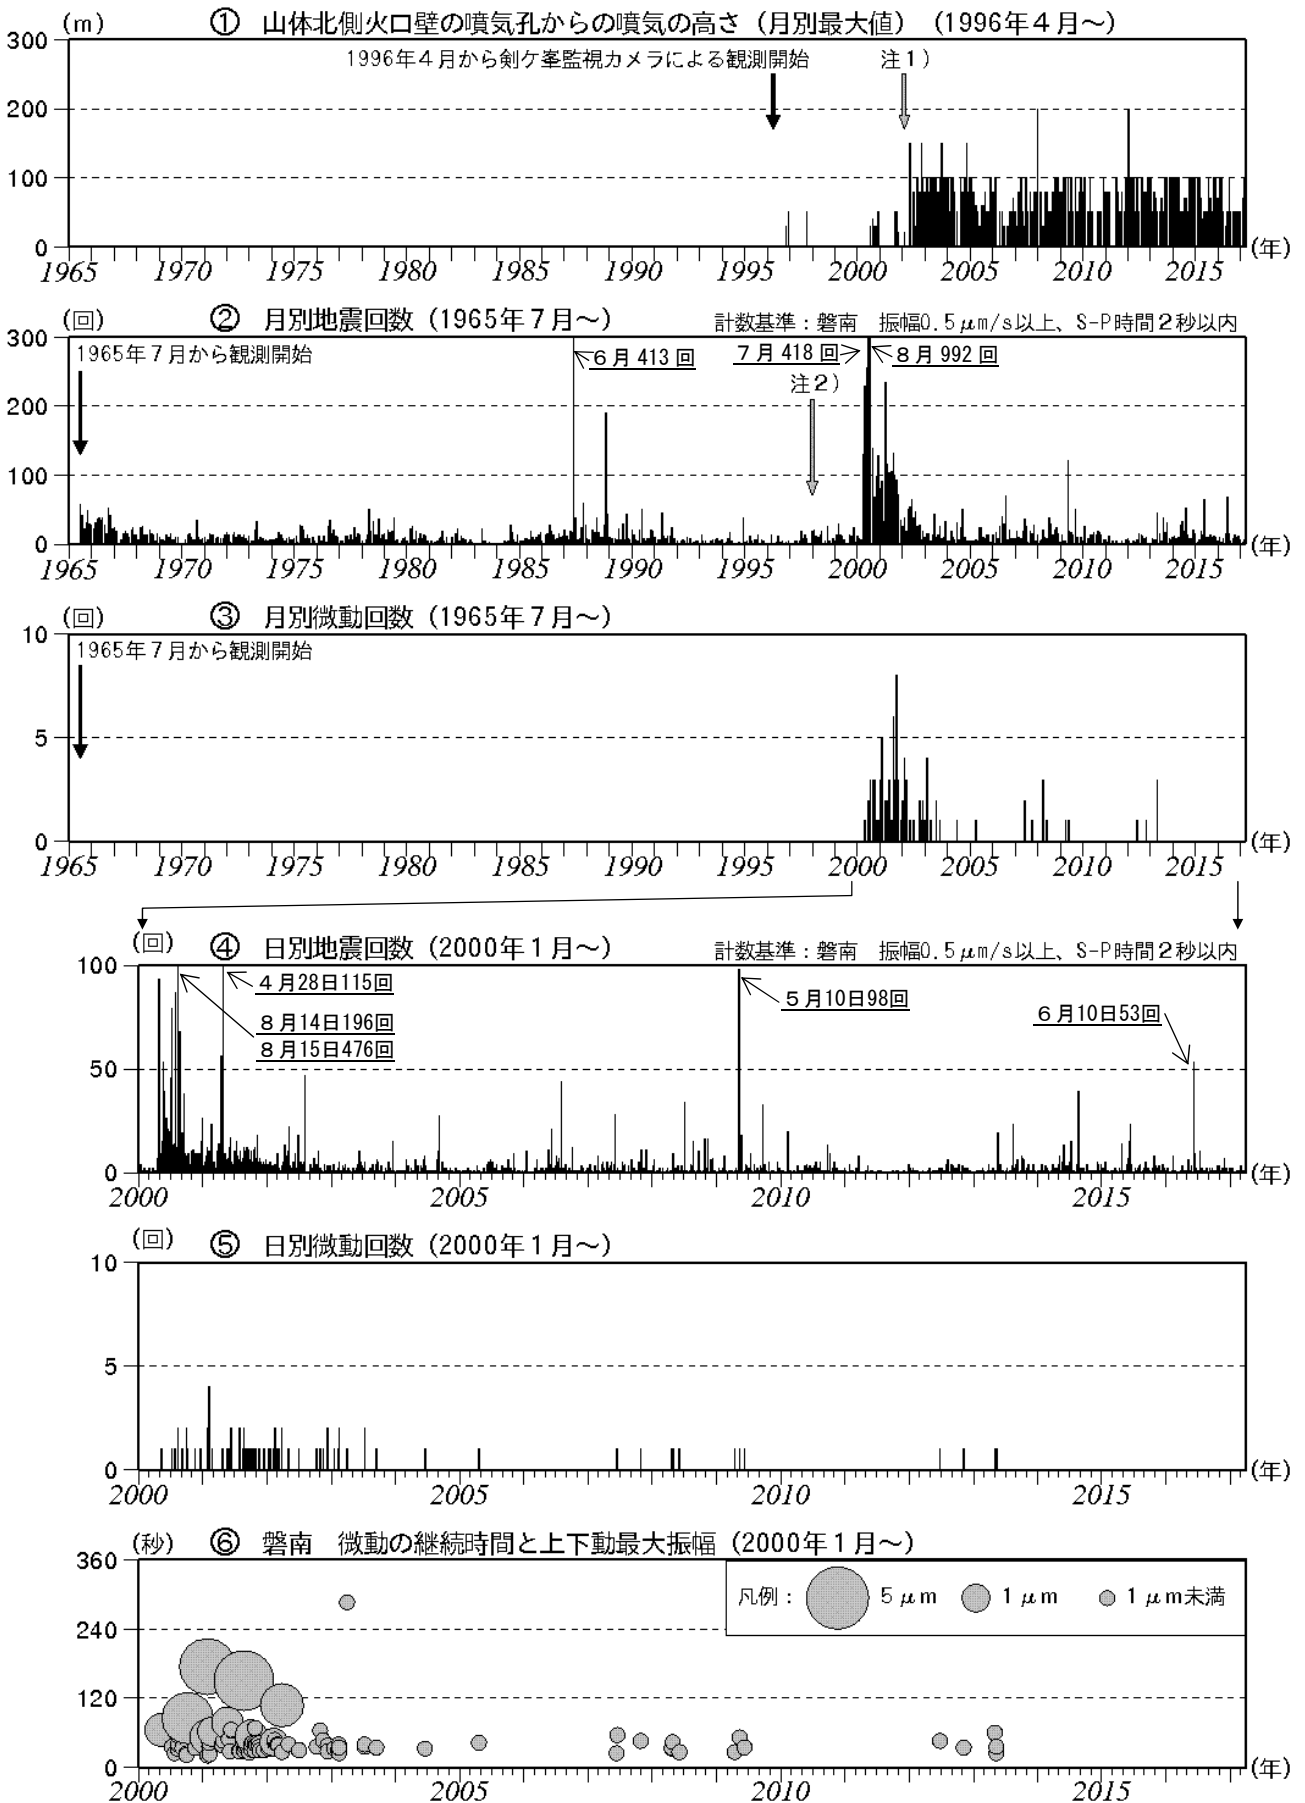 (m) ① 山体北側火口壁の噴気孔からの噴気の高さ（月別最大値）（1996年４月～）
300
1996年４月から剣ケ峯監視カメラによる観測開始 注１）
200
100
0
1965 1970 1975 1980 1985 1990 1995 2000 2005 2010 2015 (年)
(回) ② 月別地震回数（1965年７月～） 計数基準：磐南 振幅0.5μm/s以上、S-P時間２秒以内
300
1965年７月から観測開始 ６月 413 回 ７月 418 回 ８月 992 回
注２）
200
100
0
1965 1970 1975 1980 1985 1990 1995 2000 2005 2010 2015 (年)
(回) ③ 月別微動回数（1965年７月～）
10
1965年７月から観測開始
5
0
1965 1970 1975 1980 1985 1990 1995 2000 2005 2010 2015 (年)
(回) ④ 日別地震回数（2000年１月～） 計数基準：磐南 振幅0.5μm/s以上、S-P時間２秒以内
100
４月28日115回
５月10日98回
８月14日196回
６月10日53回
８月15日476回
50
0
2000 2005 2010 2015 (年)
(回) ⑤ 日別微動回数（2000年１月～）
10
5
0
2000 2005 2010 2015 (年)
(秒) ⑥ 磐南 微動の継続時間と上下動最大振幅（2000年１月～）
360
凡例： 5 μm 1 μm 1 μm未満
240
120
0
2000 2005 2010 2015 (年)